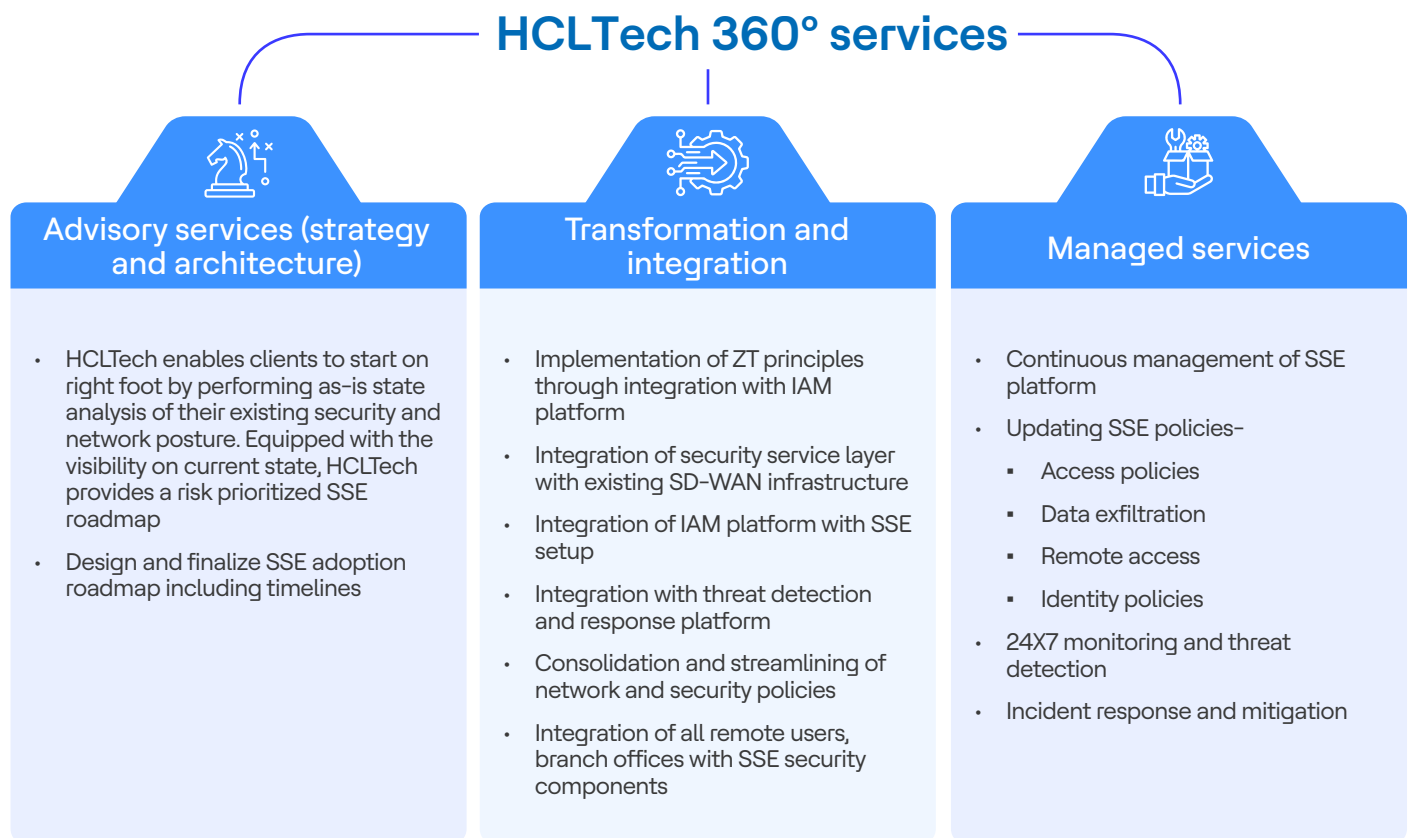 HCLTech 360° services
Advisory services (strategy
and architecture)
• HCLTech enables clients to start on
right foot by performing as-is state
analysis of their existing security and
network posture. Equipped with the
visibility on current state, HCLTech
provides a risk prioritized SSE
roadmap
• Design and finalize SSE adoption
roadmap including timelines
Transformation and
integration
• Implementation of ZT principles
through integration with IAM
platform
• Integration of security service layer
with existing SD-WAN infrastructure
• Integration of IAM platform with SSE
setup
• Integration with threat detection
and response platform
• Consolidation and streamlining of
network and security policies
• Integration of all remote users,
branch offices with SSE security
components
Managed services
• Continuous management of SSE
platform
• Updating SSE policies-
▪ Access policies
▪ Data exfiltration
▪ Remote access
▪ Identity policies
• 24X7 monitoring and threat
detection
• Incident response and mitigation